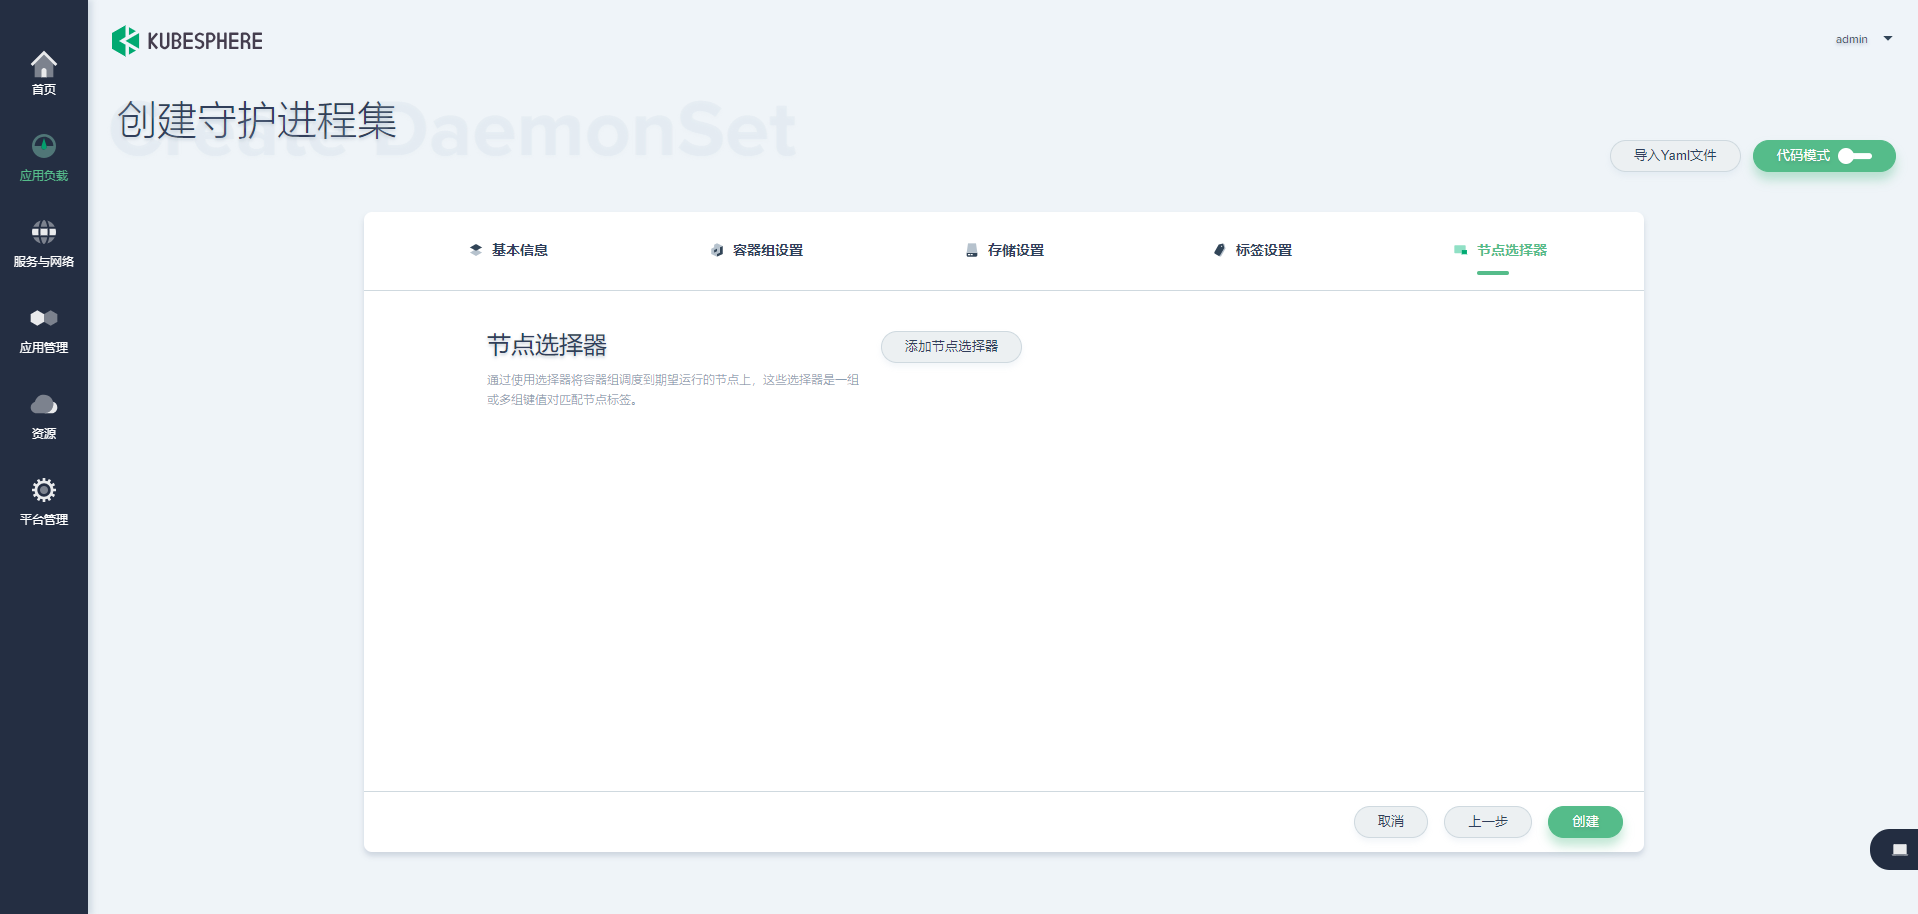 KUBESPHERE
admin
创建守护进程集
Create DaemonSet
导入Yaml文件
代码模式
首页
应用负载
服务与网络
应用管理
资源
平台管理
基本信息
容器组设置
存储设置
标签设置
节点选择器
节点选择器
添加节点选择器
通过使用选择器将容器组调度到期望运行的节点上，这些选择器是一组
或多组键值对匹配节点标签。
取消
上一步
创建